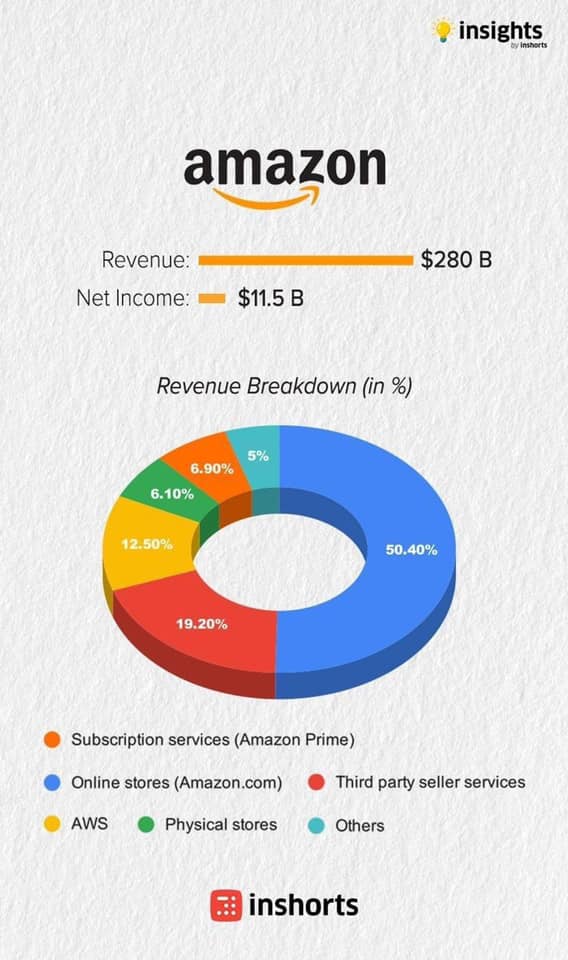 insights
by inshorts
amazon
Revenue: $280 B
Net Income: $11.5 B
Revenue Breakdown (in %)
5%
6.90%
6.10%
12.50%
50.40%
19.20%
Subscription services (Amazon Prime)
Online stores (Amazon.com) Third party seller services
AWS Physical stores Others
inshorts